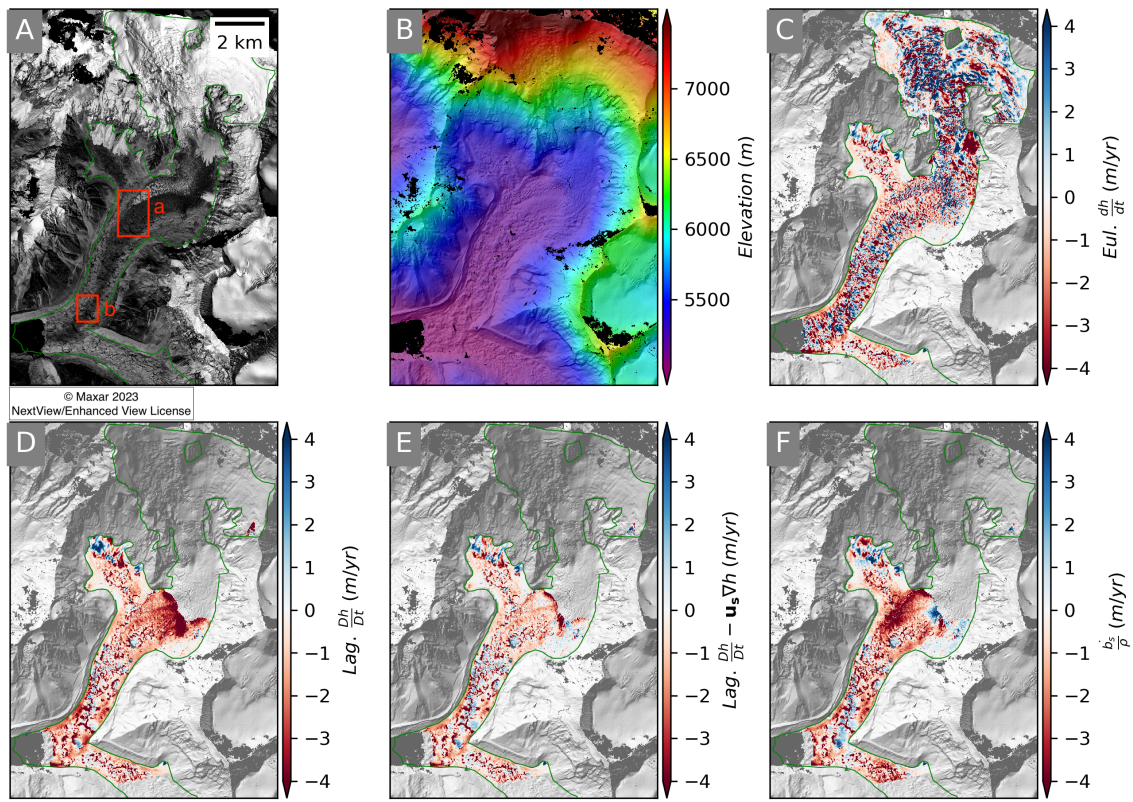 A
2 km
a
b
© Maxar 2023
NextView/Enhanced View License
B
7000
6500
6000
5500
Elevation (m)
C
4
3
2
1
0
−1
−2
−3
−4
Eul. dh/dt (m/yr)
D
4
3
2
1
0
−1
−2
−3
−4
Lag. Dh/Dt (m/yr)
E
4
3
2
1
0
−1
−2
−3
−4
Lag. Dh/Dt − uₛ∇h (m/yr)
F
4
3
2
1
0
−1
−2
−3
−4
ḃₛ/ρ (m/yr)